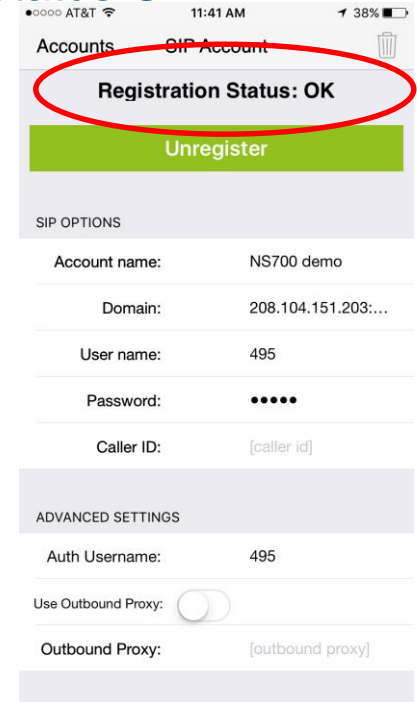 ●○○○○ AT&T 11:41 AM 38%
Accounts SIP Account
Registration Status: OK
Unregister
SIP OPTIONS
Account name: NS700 demo
Domain: 208.104.151.203:...
User name: 495
Password: ●●●●●
Caller ID: [caller id]
ADVANCED SETTINGS
Auth Username: 495
Use Outbound Proxy:
Outbound Proxy: [outbound proxy]